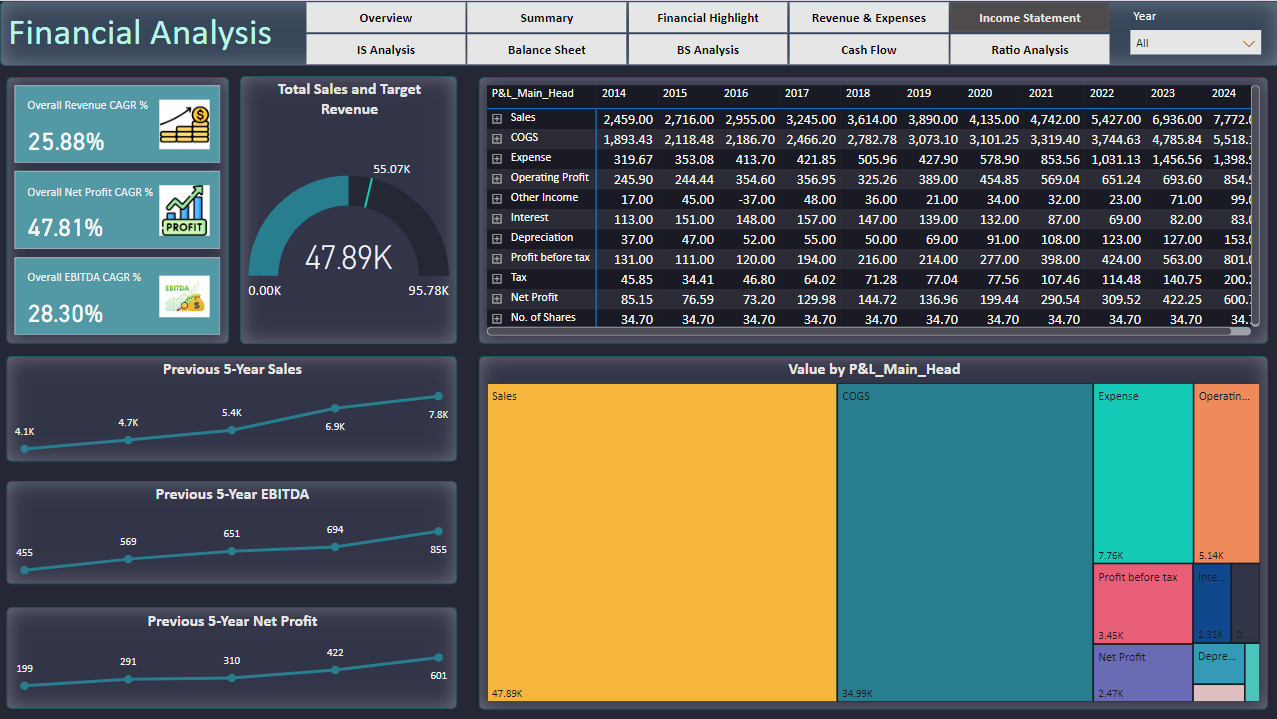 Financial Analysis
Overview Summary Financial Highlight Revenue & Expenses Income Statement
IS Analysis Balance Sheet BS Analysis Cash Flow Ratio Analysis
Year
All
Overall Revenue CAGR %
25.88%
Overall Net Profit CAGR %
47.81%
PROFIT
Overall EBITDA CAGR %
28.30%
EBITDA
Total Sales and Target
Revenue
55.07K
47.89K
0.00K 95.78K
P&L_Main_Head 2014 2015 2016 2017 2018 2019 2020 2021 2022 2023 2024
Sales 2,459.00 2,716.00 2,955.00 3,245.00 3,614.00 3,890.00 4,135.00 4,742.00 5,427.00 6,936.00 7,772.0
COGS 1,893.43 2,118.48 2,186.70 2,466.20 2,782.78 3,073.10 3,101.25 3,319.40 3,744.63 4,785.84 5,518.
Expense 319.67 353.08 413.70 421.85 505.96 427.90 578.90 853.56 1,031.13 1,456.56 1,398.
Operating Profit 245.90 244.44 354.60 356.95 325.26 389.00 454.85 569.04 651.24 693.60 854.
Other Income 17.00 45.00 -37.00 48.00 36.00 21.00 34.00 32.00 23.00 71.00 99.0
Interest 113.00 151.00 148.00 157.00 147.00 139.00 132.00 87.00 69.00 82.00 83.0
Depreciation 37.00 47.00 52.00 55.00 50.00 69.00 91.00 108.00 123.00 127.00 153.0
Profit before tax 131.00 111.00 120.00 194.00 216.00 214.00 277.00 398.00 424.00 563.00 801.0
Tax 45.85 34.41 46.80 64.02 71.28 77.04 77.56 107.46 114.48 140.75 200.
Net Profit 85.15 76.59 73.20 129.98 144.72 136.96 199.44 290.54 309.52 422.25 600.
No. of Shares 34.70 34.70 34.70 34.70 34.70 34.70 34.70 34.70 34.70 34.70 34.
Previous 5-Year Sales
4.1K 4.7K 5.4K 6.9K 7.8K
Previous 5-Year EBITDA
455 569 651 694 855
Previous 5-Year Net Profit
199 291 310 422 601
Value by P&L_Main_Head
Sales
47.89K
COGS
34.99K
Expense
7.76K
Operatin...
5.14K
Profit before tax
3.45K
Inte...
1.31K
0...
Net Profit
2.47K
Depre...